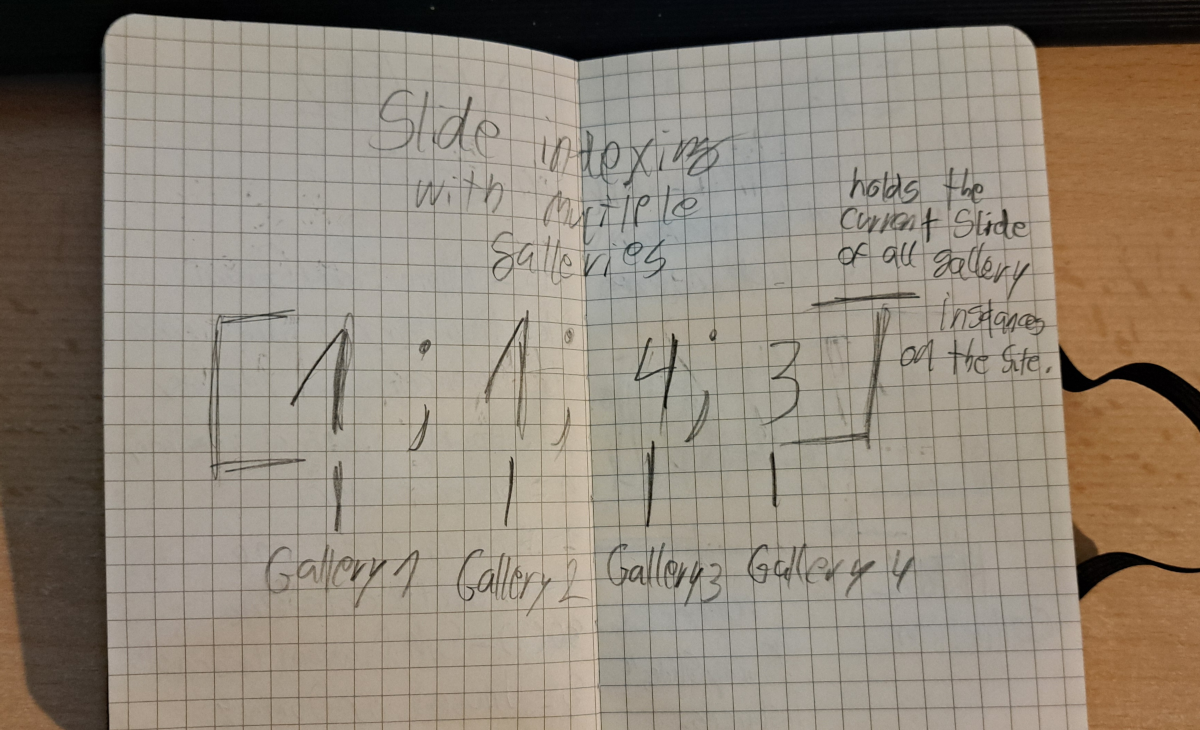 Slide indexing
with multiple
galleries
holds the
current Slide
of all gallery
instances
on the Site.
[1; 1; 4; 3]
Gallery 1 Gallery 2 Gallery 3 Gallery 4